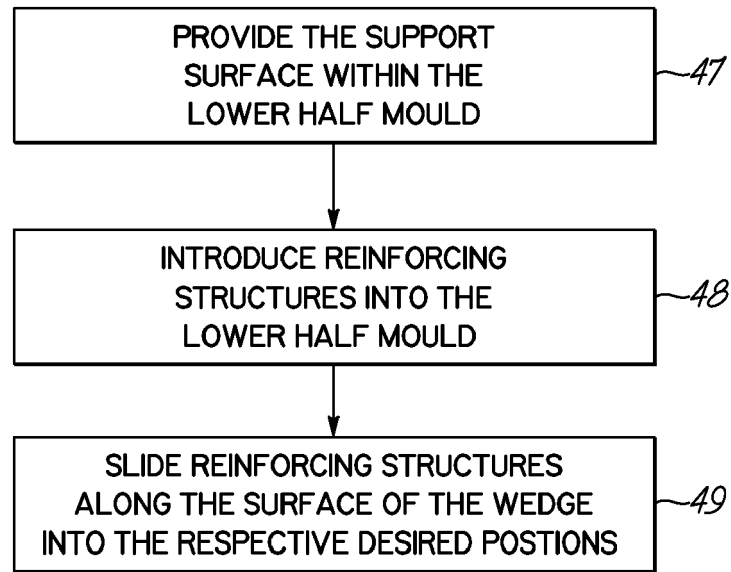 PROVIDE THE SUPPORT
SURFACE WITHIN THE
LOWER HALF MOULD
47
INTRODUCE REINFORCING
STRUCTURES INTO THE
LOWER HALF MOULD
48
SLIDE REINFORCING STRUCTURES
ALONG THE SURFACE OF THE WEDGE
INTO THE RESPECTIVE DESIRED POSTIONS
49